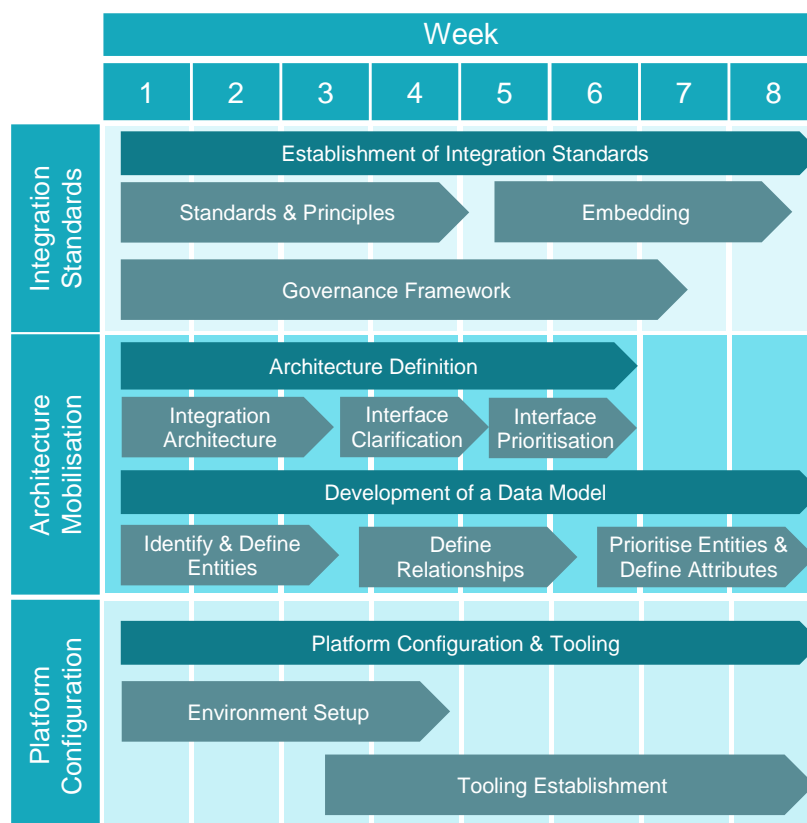 Week
1 2 3 4 5 6 7 8
Integration
Standards
Establishment of Integration Standards
Standards & Principles
Embedding
Governance Framework
Architecture
Mobilisation
Architecture Definition
Integration
Architecture
Interface
Clarification
Interface
Prioritisation
Development of a Data Model
Identify & Define
Entities
Define
Relationships
Prioritise Entities &
Define Attributes
Platform
Configuration
Platform Configuration & Tooling
Environment Setup
Tooling Establishment